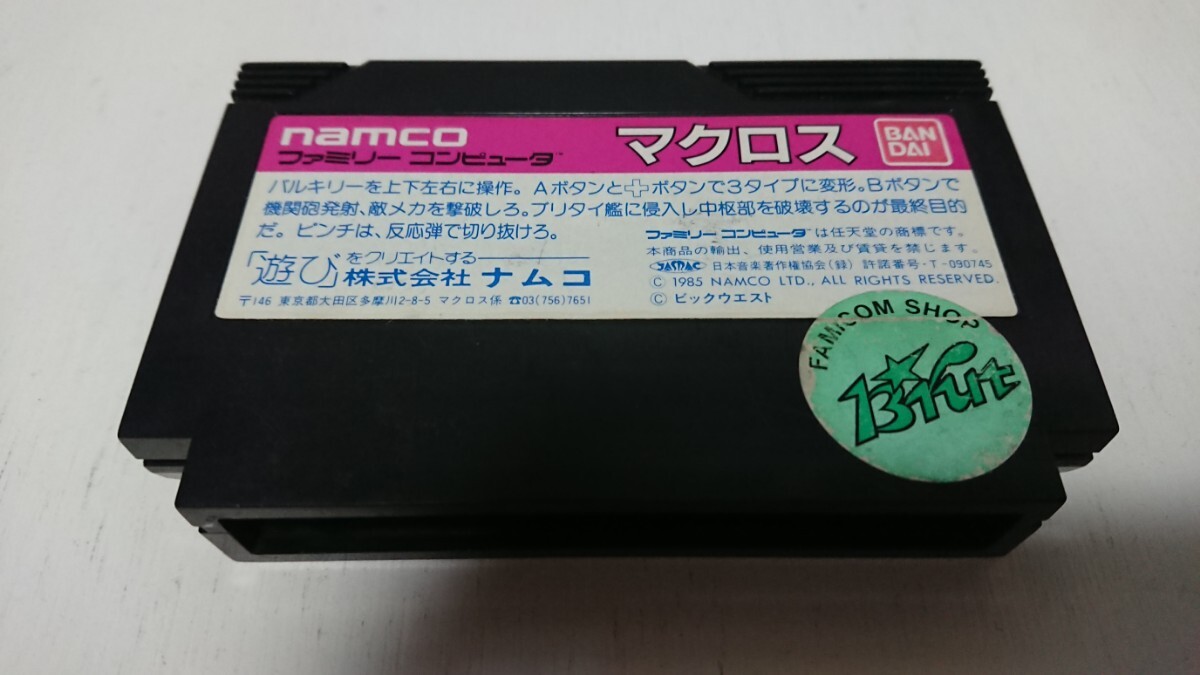 namco
ファミリー コンピュータ™
マクロス
BAN
DAI
バルキリーを上下左右に操作。Aボタンと✛ボタンで3タイプに変形。Bボタンで
機関砲発射、敵メカを撃破しろ。ブリタイ艦に侵入し中枢部を破壊するのが最終目的
だ。ピンチは、反応弾で切り抜けろ。
「遊び」をクリエイトする
株式会社 ナムコ
〒146 東京都大田区多摩川2-8-5 マクロス係 ☎03(756)7651
ファミリー コンピュータ™は任天堂の商標です。
本商品の輸出、使用営業及び賃貸を禁じます。
JASRAC 日本音楽著作権協会(録) 許諾番号-T-090745
© 1985 NAMCO LTD., ALL RIGHTS RESERVED.
© ビックウエスト
FAMICOM SHOP